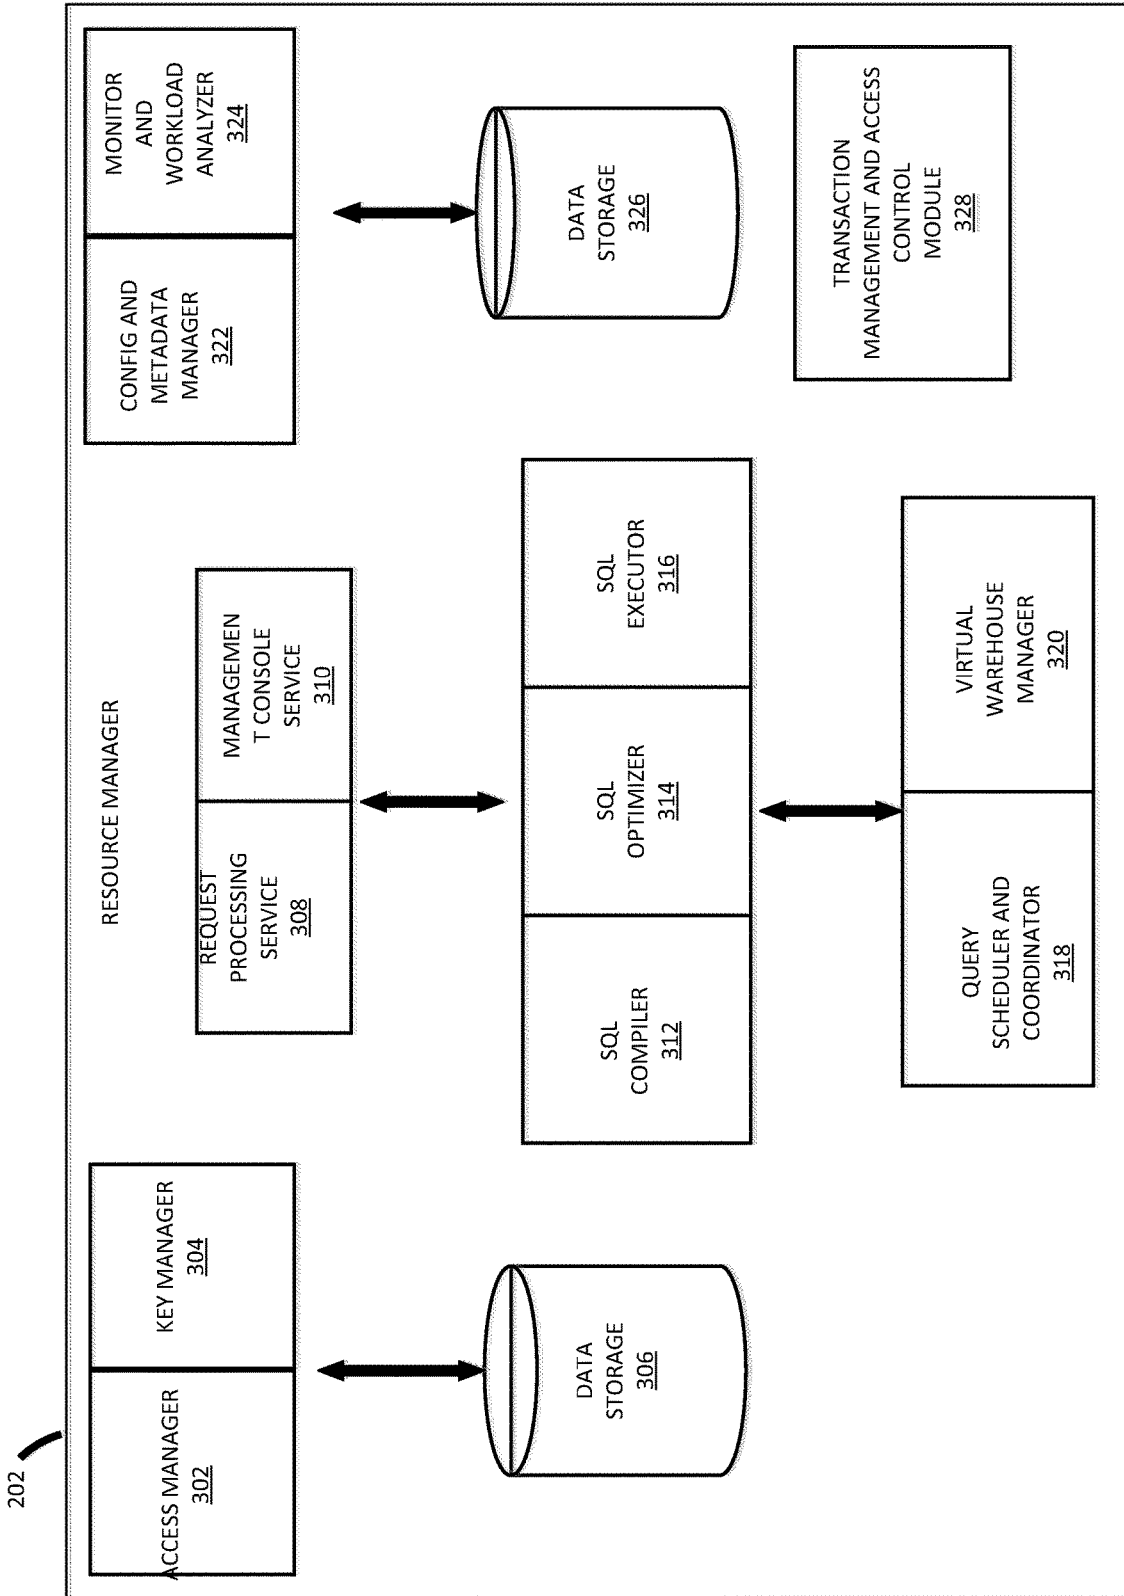 202
RESOURCE MANAGER
ACCESS MANAGER
302
KEY MANAGER
304
DATA
STORAGE
306
REQUEST
PROCESSING
SERVICE
308
MANAGEMEN
T CONSOLE
SERVICE
310
SQL
COMPILER
312
SQL
OPTIMIZER
314
SQL
EXECUTOR
316
QUERY
SCHEDULER AND
COORDINATOR
318
VIRTUAL
WAREHOUSE
MANAGER
320
CONFIG AND
METADATA
MANAGER
322
MONITOR
AND
WORKLOAD
ANALYZER
324
DATA
STORAGE
326
TRANSACTION
MANAGEMENT AND ACCESS
CONTROL
MODULE
328